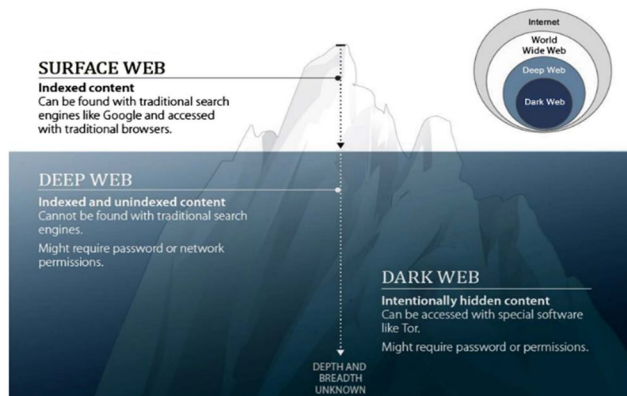 SURFACE WEB
Indexed content
Can be found with traditional search
engines like Google and accessed
with traditional browsers.
Internet
World
Wide Web
Deep Web
Dark Web
DEEP WEB
Indexed and unindexed content
Cannot be found with traditional search
engines.
Might require password or network
permissions.
DARK WEB
Intentionally hidden content
Can be accessed with special software
like Tor.
Might require password or permissions.
DEPTH AND
BREADTH
UNKNOWN